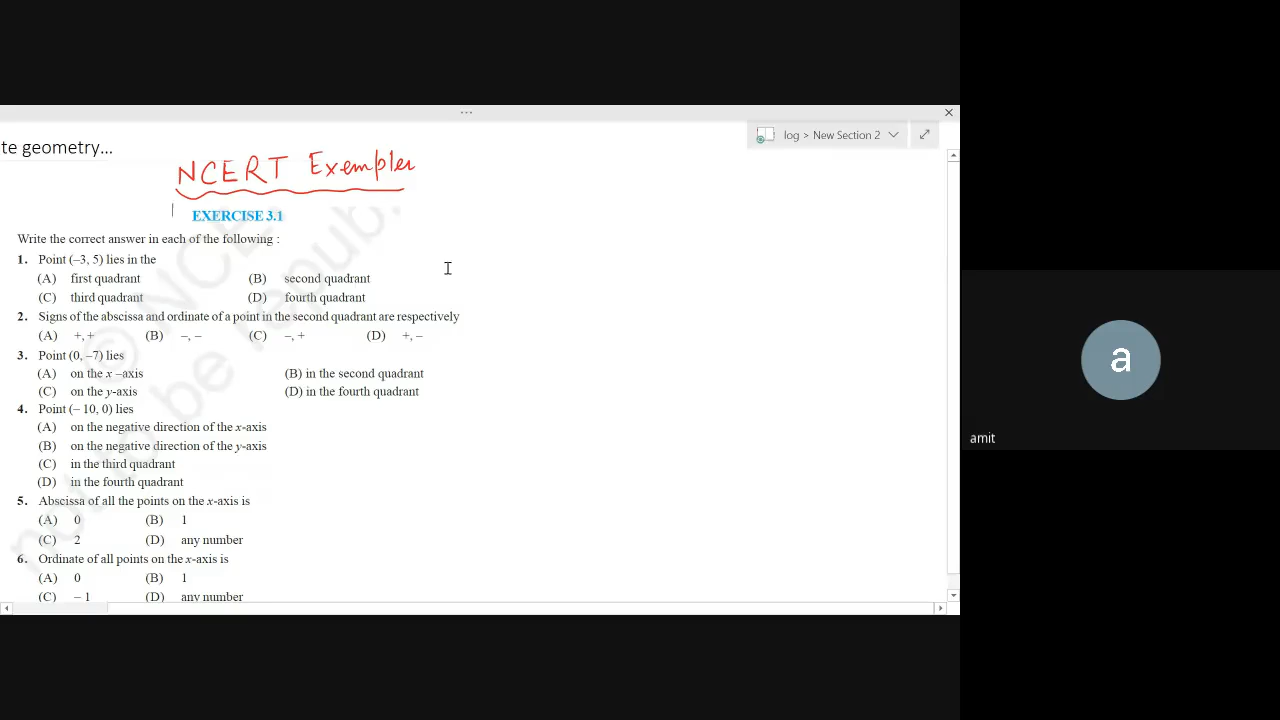 log > New Section 2
te geometry...
NCERT Exempler
EXERCISE 3.1
Write the correct answer in each of the following :
1. Point (–3, 5) lies in the
(A) first quadrant (B) second quadrant
(C) third quadrant (D) fourth quadrant
2. Signs of the abscissa and ordinate of a point in the second quadrant are respectively
(A) +, + (B) –, – (C) –, + (D) +, –
3. Point (0, –7) lies
(A) on the x –axis (B) in the second quadrant
(C) on the y-axis (D) in the fourth quadrant
4. Point (– 10, 0) lies
(A) on the negative direction of the x-axis
(B) on the negative direction of the y-axis
(C) in the third quadrant
(D) in the fourth quadrant
5. Abscissa of all the points on the x-axis is
(A) 0 (B) 1
(C) 2 (D) any number
6. Ordinate of all points on the x-axis is
(A) 0 (B) 1
(C) – 1 (D) any number
© NCE
not to be repub
a
amit